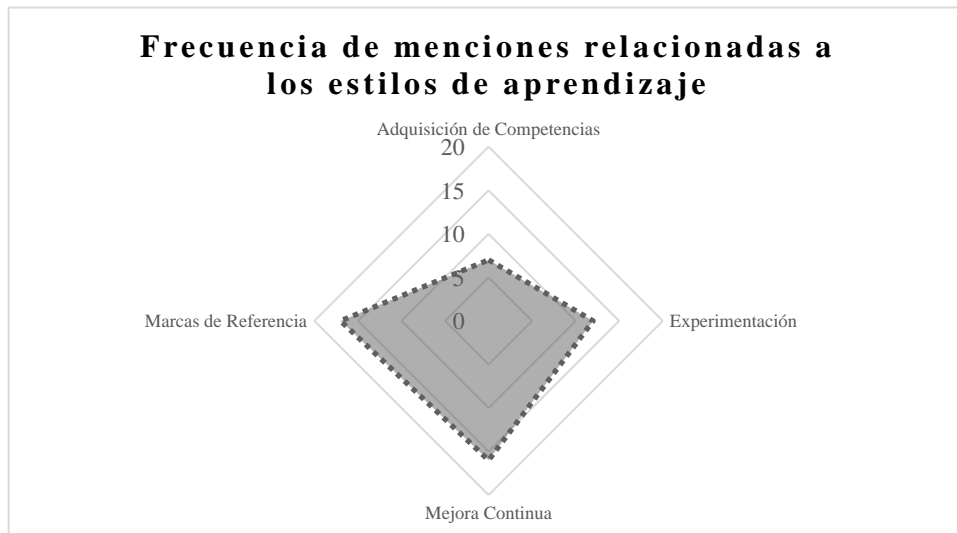 Frecuencia de menciones relacionadas a
los estilos de aprendizaje
Adquisición de Competencias
20
15
10
5
0
Marcas de Referencia
Experimentación
Mejora Continua